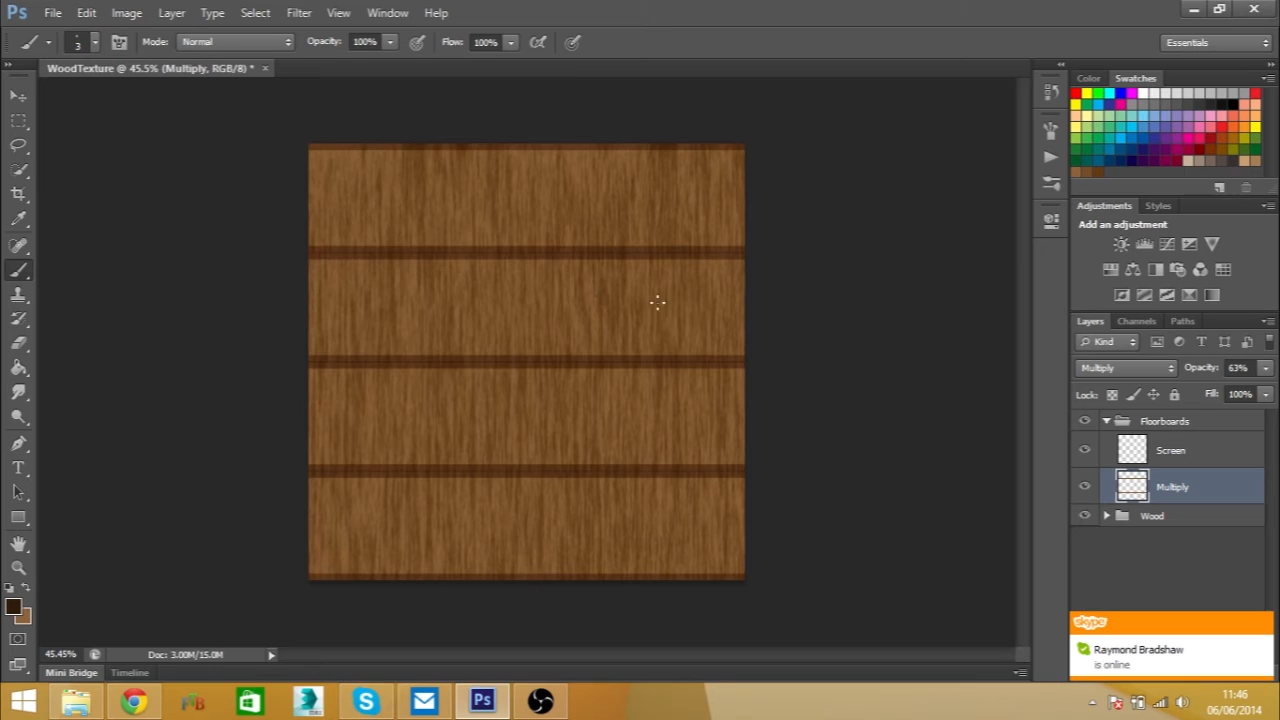 Ps File Edit Image Layer Type Select Filter View Window Help
3 Mode: Normal Opacity: 100% Flow: 100% Essentials
WoodTexture @ 45.5% (Multiply, RGB/8) * ×
Color Swatches
Adjustments Styles
Add an adjustment
Layers Channels Paths
Kind
Multiply Opacity: 63%
Lock: Fill: 100%
Floorboards
Screen
Multiply
Wood
skype
Raymond Bradshaw
is online
45.45% Doc: 3.00M/15.0M
Mini Bridge Timeline
Ps
11:46
06/06/2014